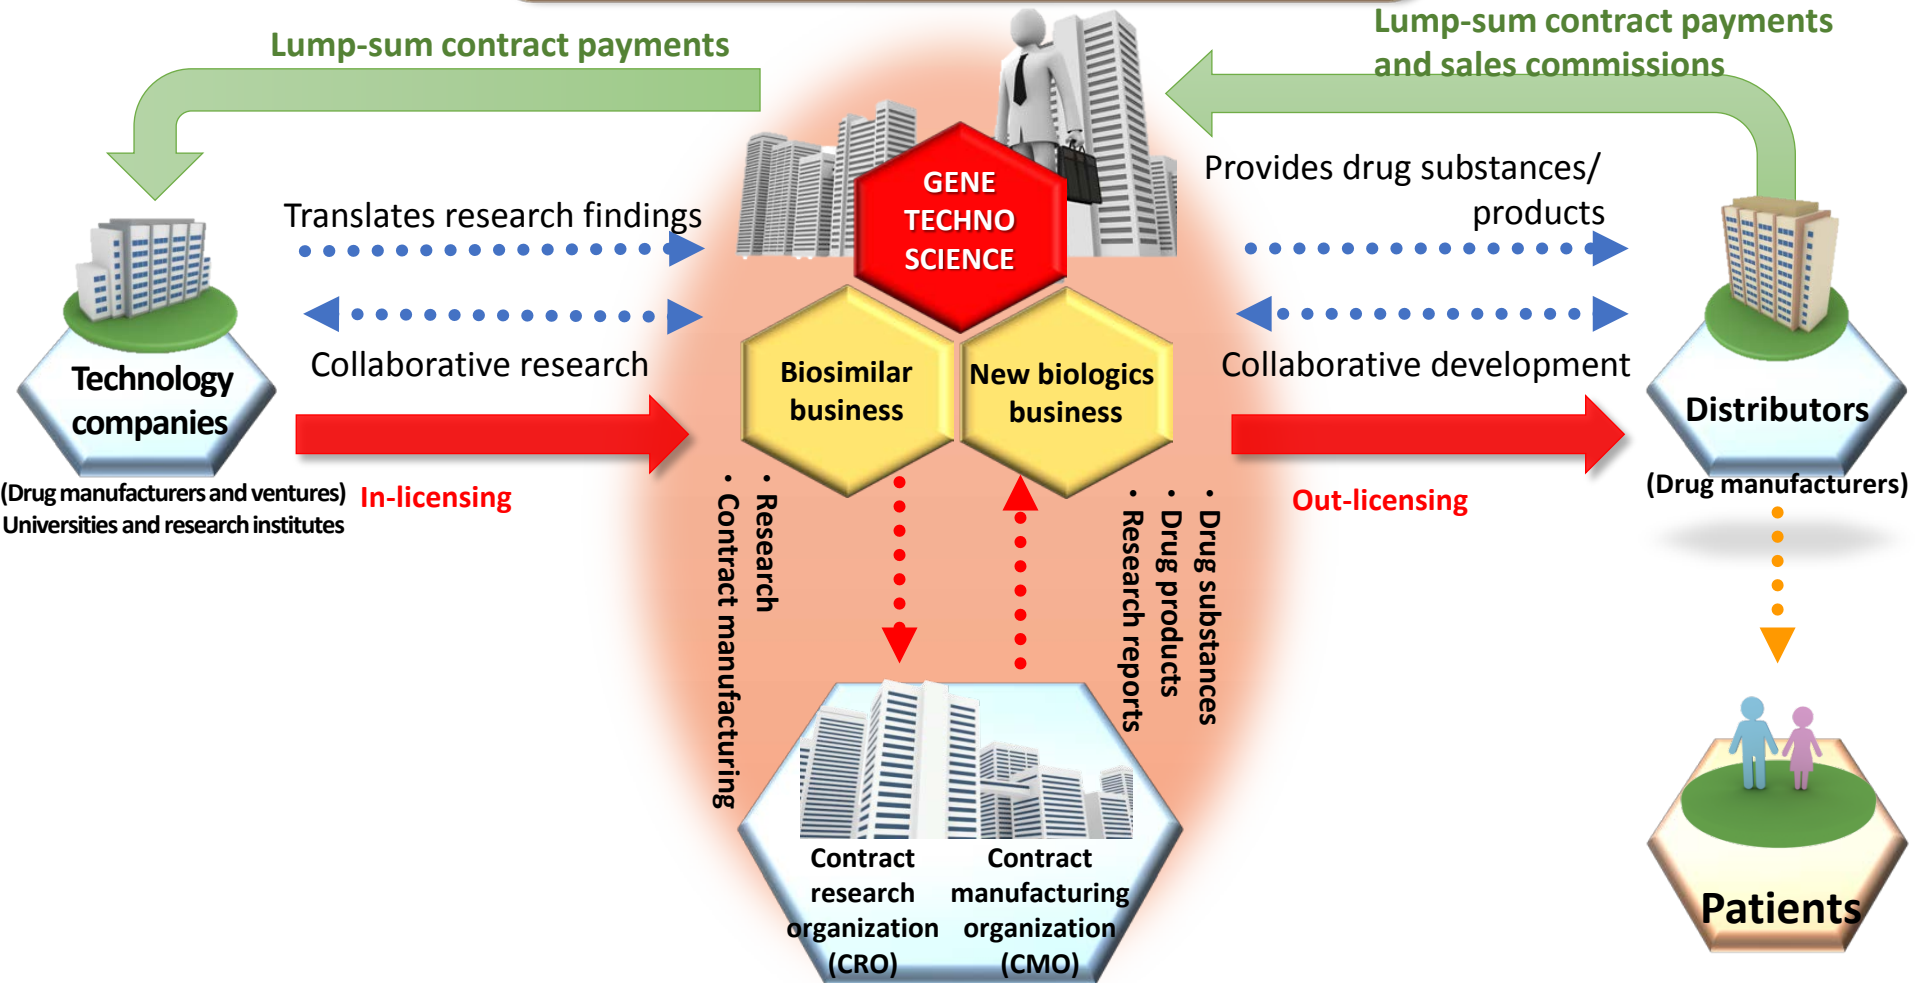 Lump-sum contract payments
Lump-sum contract payments
and sales commissions
GENE
TECHNO
SCIENCE
Translates research findings
Provides drug substances/
products
Collaborative research
Collaborative development
Technology
companies
(Drug manufacturers and ventures)
Universities and research institutes
In-licensing
Biosimilar
business
New biologics
business
Out-licensing
Distributors
(Drug manufacturers)
・Research
・Contract manufacturing
・Drug substances
・Drug products
・Research reports
Contract
research
organization
(CRO)
Contract
manufacturing
organization
(CMO)
Patients